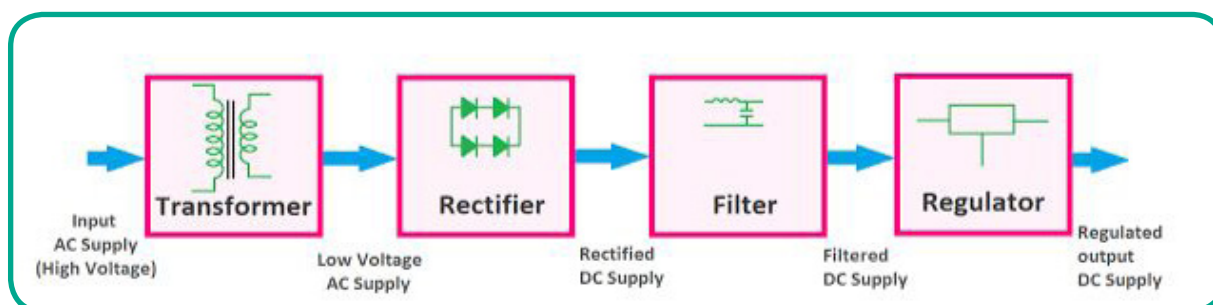 Transformer
Rectifier
Filter
Regulator
Input
AC Supply
(High Voltage)
Low Voltage
AC Supply
Rectified
DC Supply
Filtered
DC Supply
Regulated
output
DC Supply